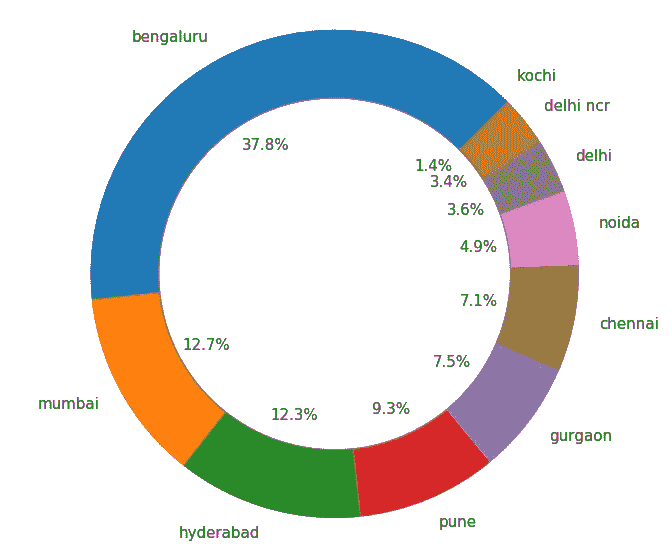 bengaluru
kochi
delhi ncr
delhi
noida
chennai
gurgaon
pune
hyderabad
mumbai
37.8%
1.4%
3.4%
3.6%
4.9%
7.1%
7.5%
9.3%
12.3%
12.7%